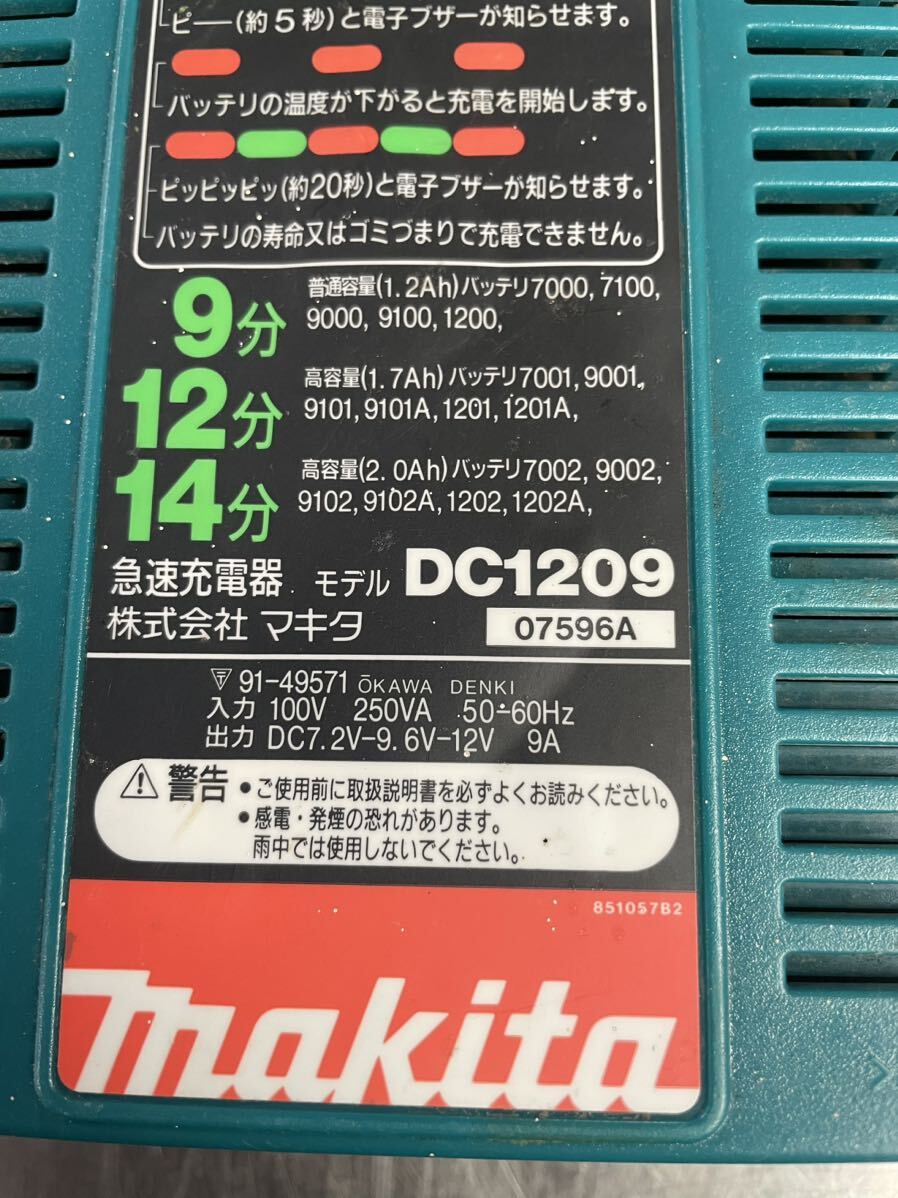 ピー(約5秒)と電子ブザーが知らせます。
バッテリの温度が下がると充電を開始します。
ピッピッピッ(約20秒)と電子ブザーが知らせます。
バッテリの寿命又はゴミづまりで充電できません。
9分 普通容量(1.2Ah)バッテリ7000, 7100,
9000, 9100, 1200,
12分 高容量(1.7Ah)バッテリ7001, 9001,
9101, 9101A, 1201, 1201A,
14分 高容量(2.0Ah)バッテリ7002, 9002,
9102, 9102A, 1202, 1202A,
急速充電器 モデル DC1209
株式会社 マキタ 07596A
91-49571 ŌKAWA DENKI
入力 100V 250VA 50-60Hz
出力 DC7.2V-9.6V-12V 9A
警告 •ご使用前に取扱説明書を必ずよくお読みください。
•感電・発煙の恐れがあります。
雨中では使用しないでください。
851057B2
makita